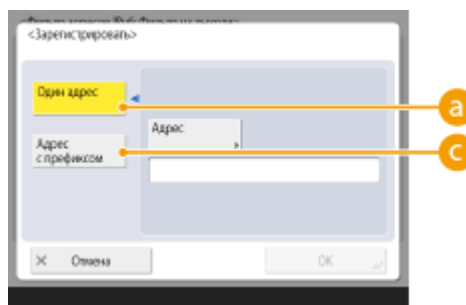 <Зарегистрировать>
Один адрес
a
Адрес
Адрес
с префиксом
c
Отмена
OK